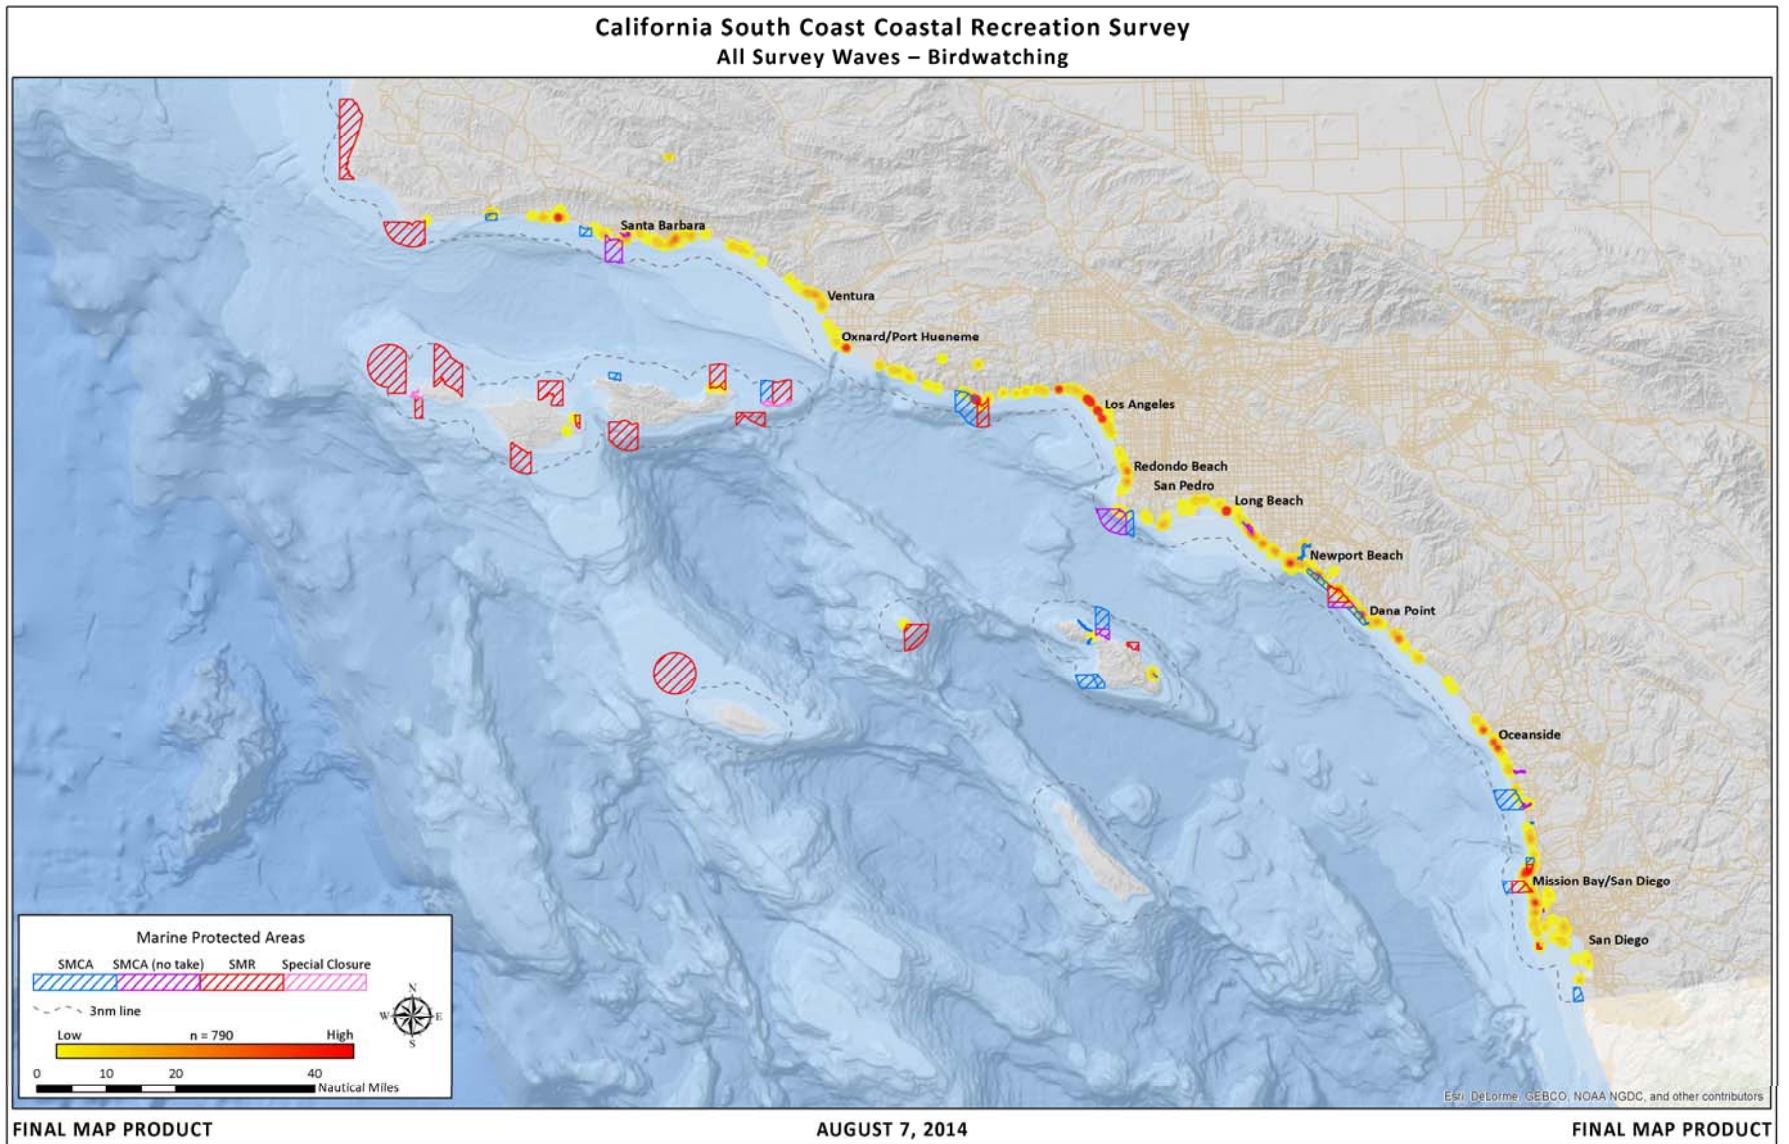 California South Coast Coastal Recreation Survey
All Survey Waves – Birdwatching
Santa Barbara
Ventura
Oxnard/Port Hueneme
Los Angeles
Redondo Beach
San Pedro
Long Beach
Newport Beach
Dana Point
Oceanside
Mission Bay/San Diego
San Diego
Marine Protected Areas
SMCA SMCA (no take) SMR Special Closure
3nm line
N
W E
S
Low n = 790 High
0 10 20 40
Nautical Miles
Esri, DeLorme, GEBCO, NOAA NGDC, and other contributors
FINAL MAP PRODUCT AUGUST 7, 2014 FINAL MAP PRODUCT